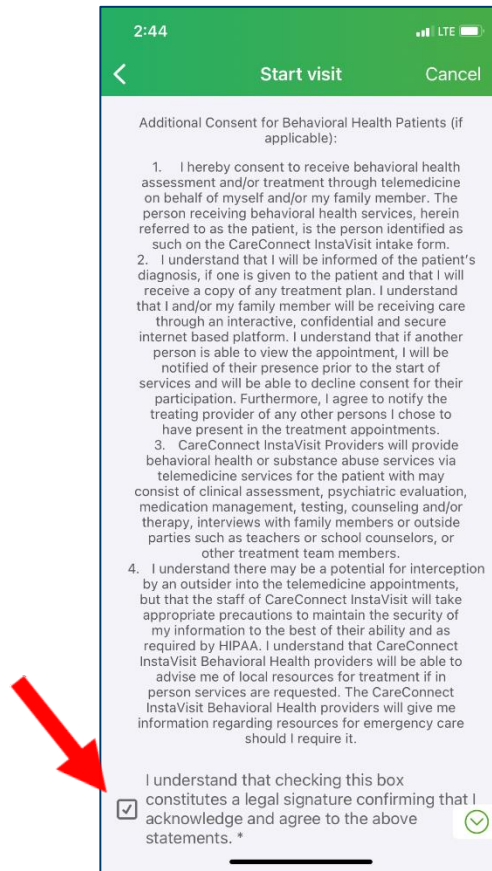 2:44
LTE
Start visit
Cancel
Additional Consent for Behavioral Health Patients (if
applicable):
1. I hereby consent to receive behavioral health
assessment and/or treatment through telemedicine
on behalf of myself and/or my family member. The
person receiving behavioral health services, herein
referred to as the patient, is the person identified as
such on the CareConnect InstaVisit intake form.
2. I understand that I will be informed of the patient's
diagnosis, if one is given to the patient and that I will
receive a copy of any treatment plan. I understand
that I and/or my family member will be receiving care
through an interactive, confidential and secure
internet based platform. I understand that if another
person is able to view the appointment, I will be
notified of their presence prior to the start of
services and will be able to decline consent for their
participation. Furthermore, I agree to notify the
treating provider of any other persons I chose to
have present in the treatment appointments.
3. CareConnect InstaVisit Providers will provide
behavioral health or substance abuse services via
telemedicine services for the patient with may
consist of clinical assessment, psychiatric evaluation,
medication management, testing, counseling and/or
therapy, interviews with family members or outside
parties such as teachers or school counselors, or
other treatment team members.
4. I understand there may be a potential for interception
by an outsider into the telemedicine appointments,
but that the staff of CareConnect InstaVisit will take
appropriate precautions to maintain the security of
my information to the best of their ability and as
required by HIPAA. I understand that CareConnect
InstaVisit Behavioral Health providers will be able to
advise me of local resources for treatment if in
person services are requested. The CareConnect
InstaVisit Behavioral Health providers will give me
information regarding resources for emergency care
should I require it.
I understand that checking this box
constitutes a legal signature confirming that I
acknowledge and agree to the above
statements. *